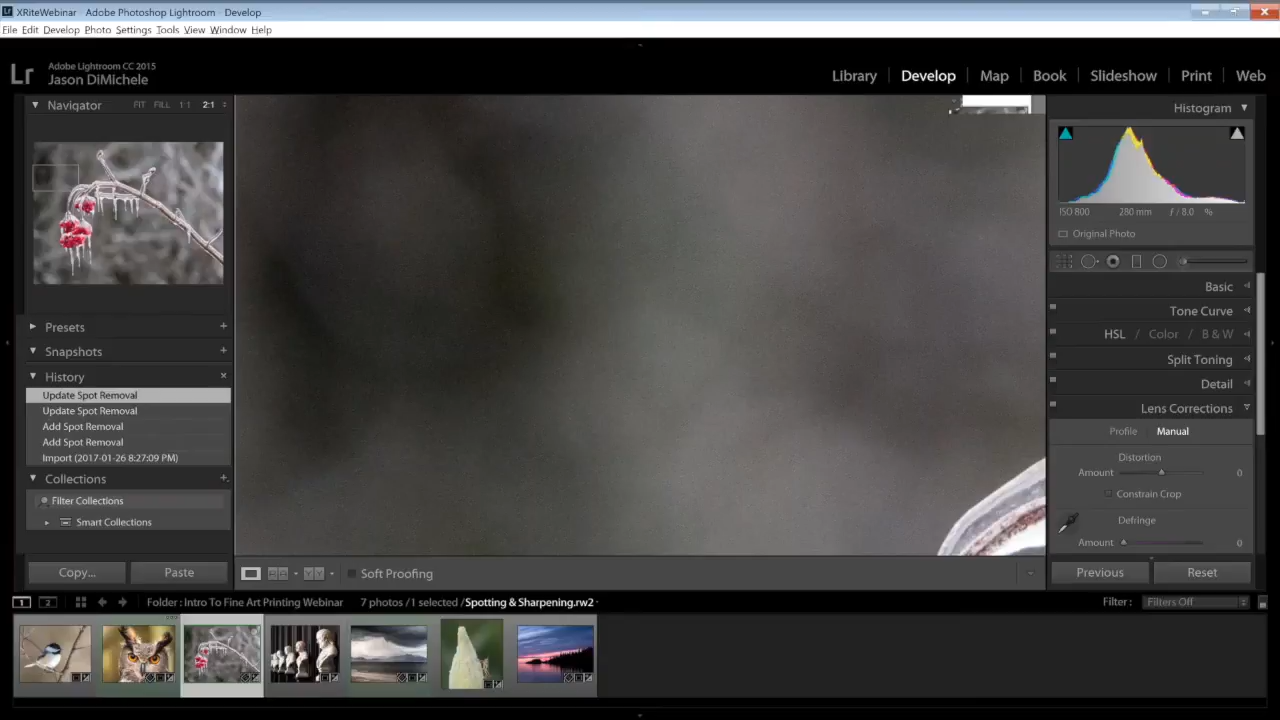 XRiteWebinar - Adobe Photoshop Lightroom - Develop
File Edit Develop Photo Settings Tools View Window Help
Lr
Adobe Lightroom CC 2015
Jason DiMichele
Library | Develop | Map | Book | Slideshow | Print | Web
Navigator FIT FILL 1:1 2:1
Histogram
ISO 800 280 mm ƒ / 8.0 %
Original Photo
Basic
Tone Curve
HSL / Color / B & W
Split Toning
Detail
Lens Corrections
Profile Manual
Distortion
Amount 0
Constrain Crop
Defringe
Amount 0
Presets
Snapshots
History
Update Spot Removal
Update Spot Removal
Add Spot Removal
Add Spot Removal
Import (2017-01-26 8:27:09 PM)
Collections
Filter Collections
Smart Collections
Copy... Paste
Soft Proofing
Previous Reset
1 2 Folder : Intro To Fine Art Printing Webinar 7 photos /1 selected /Spotting & Sharpening.rw2
Filter : Filters Off